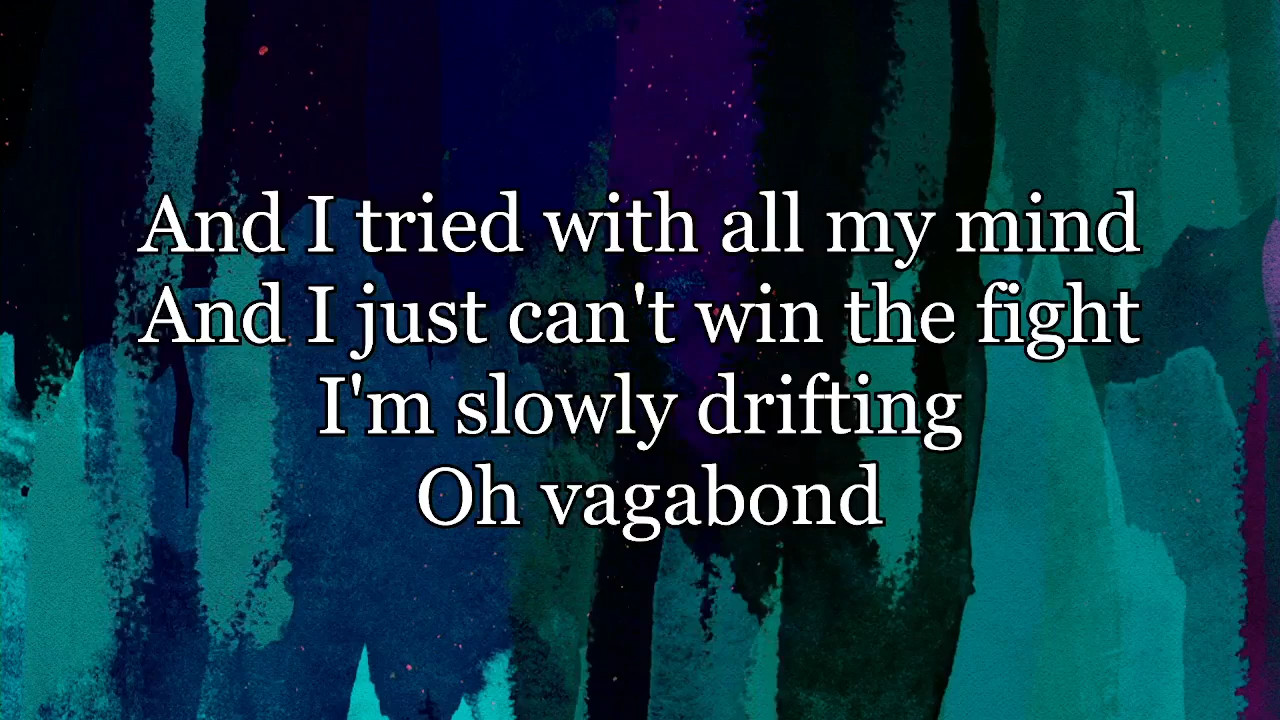 And I tried with all my mind
And I just can't win the fight
I'm slowly drifting
Oh vagabond